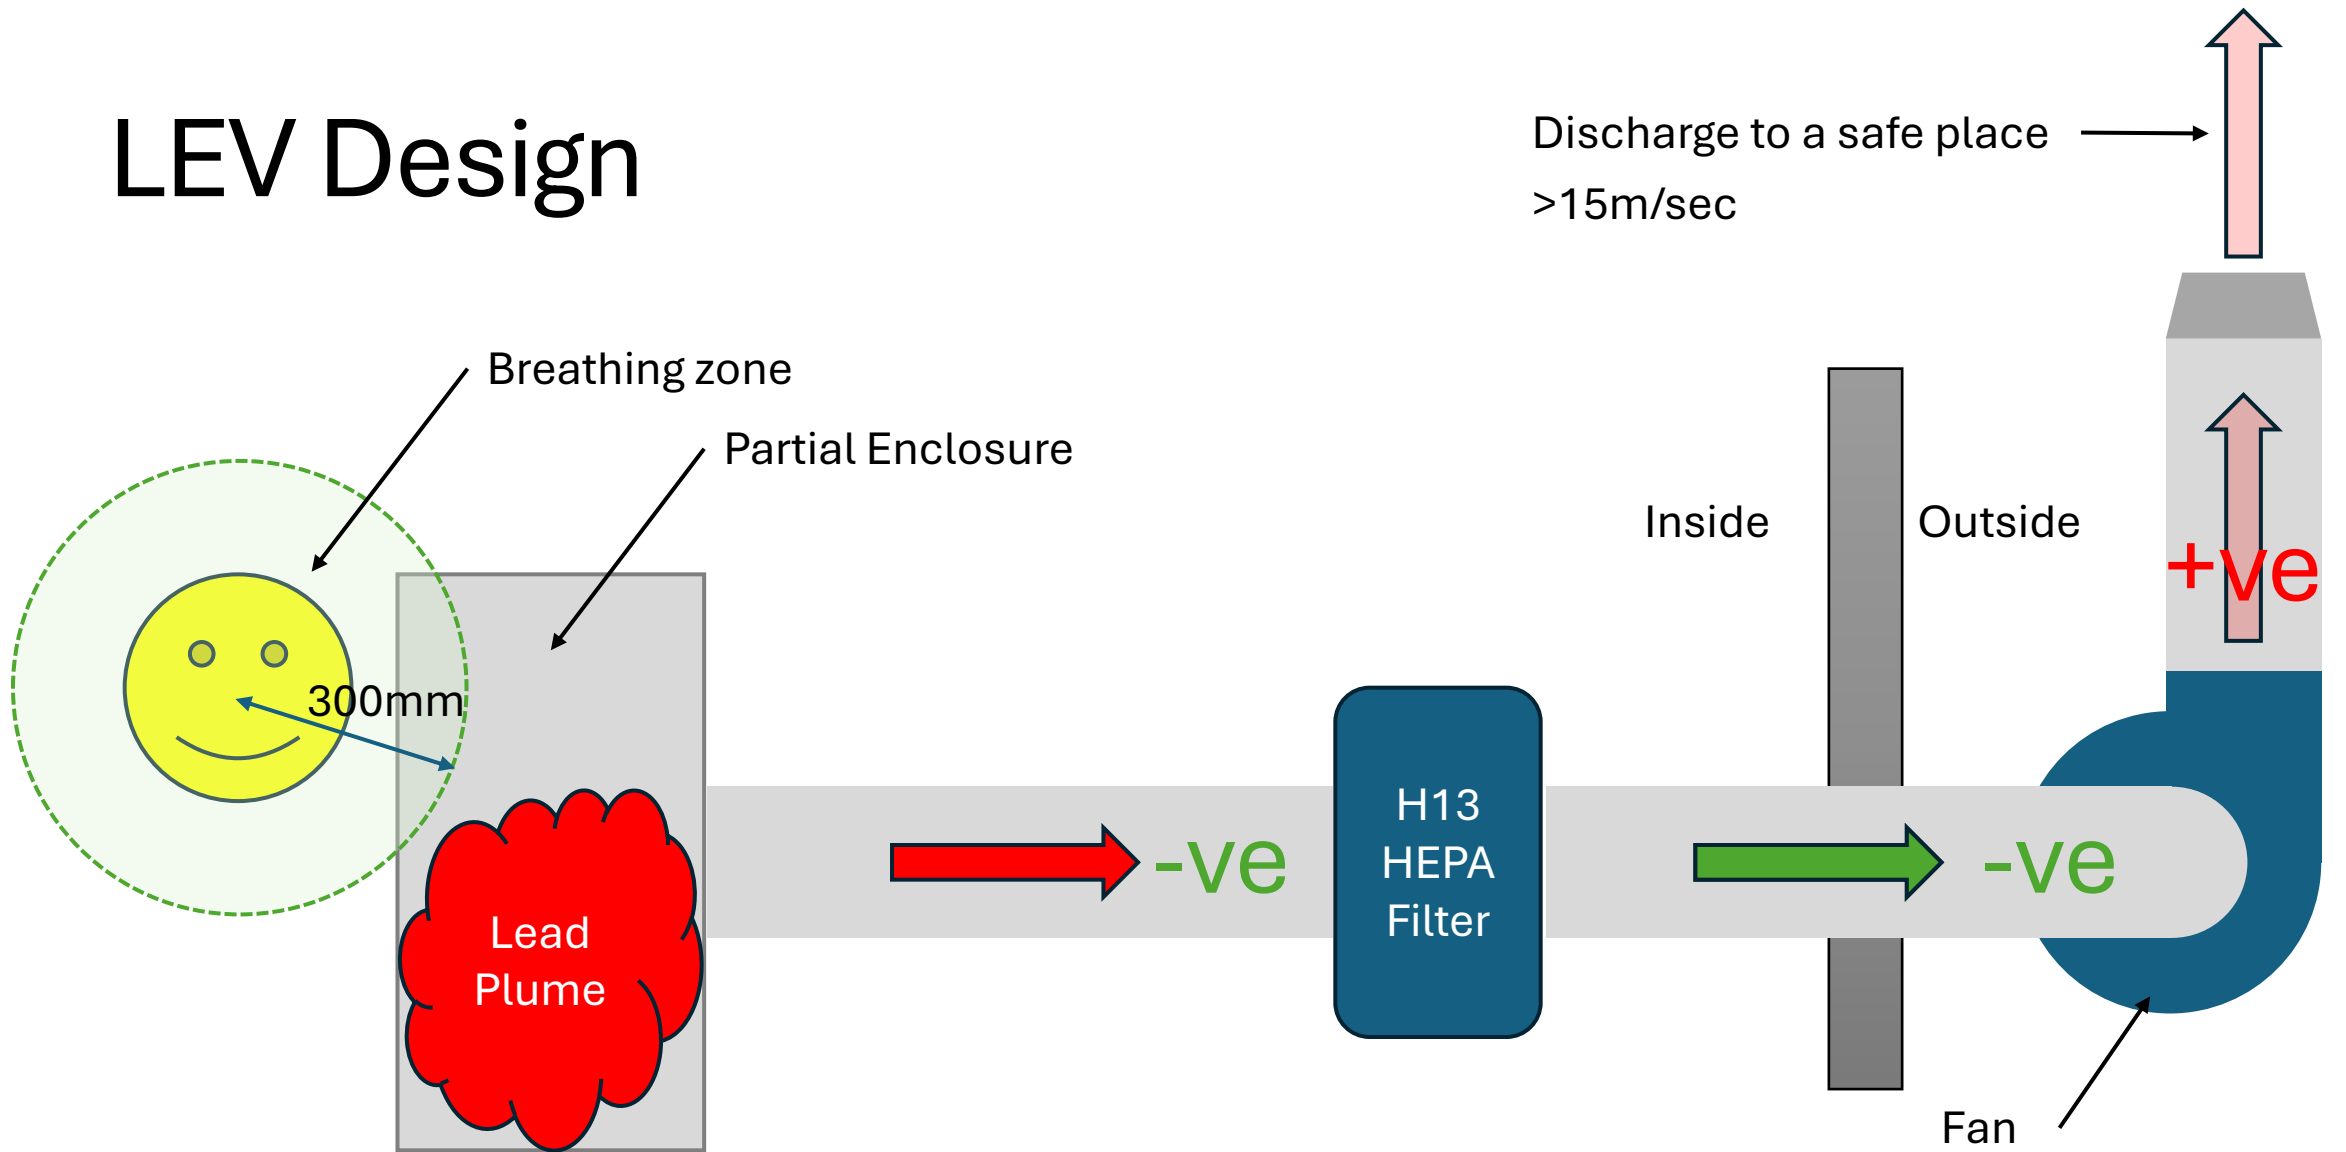 LEV Design
Discharge to a safe place
>15m/sec
Breathing zone
Partial Enclosure
Inside
Outside
+ve
300mm
H13
HEPA
Filter
-ve
-ve
Lead
Plume
Fan